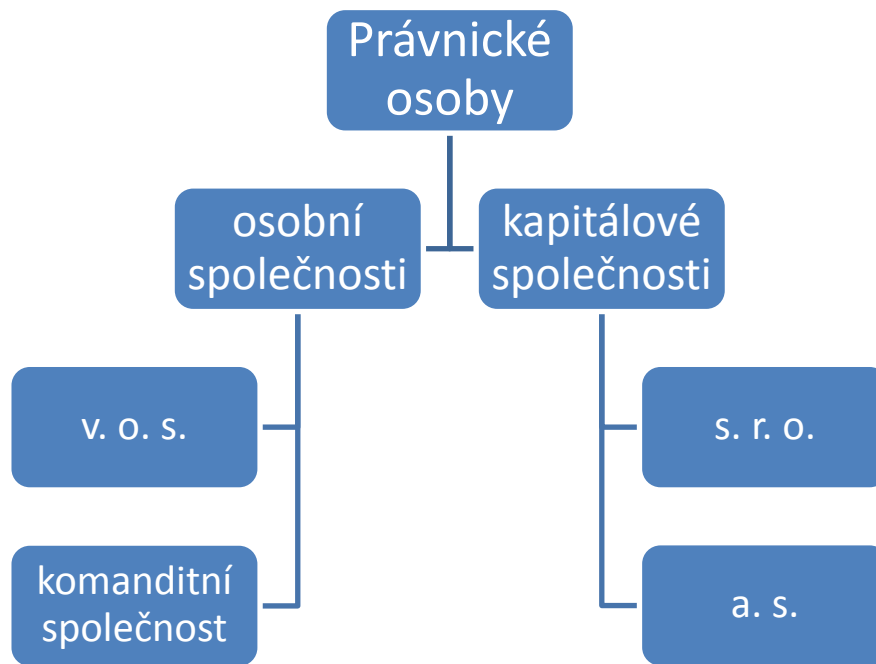 Právnické
osoby
osobní
společnosti
kapitálové
společnosti
v. o. s.
s. r. o.
komanditní
společnost
a. s.